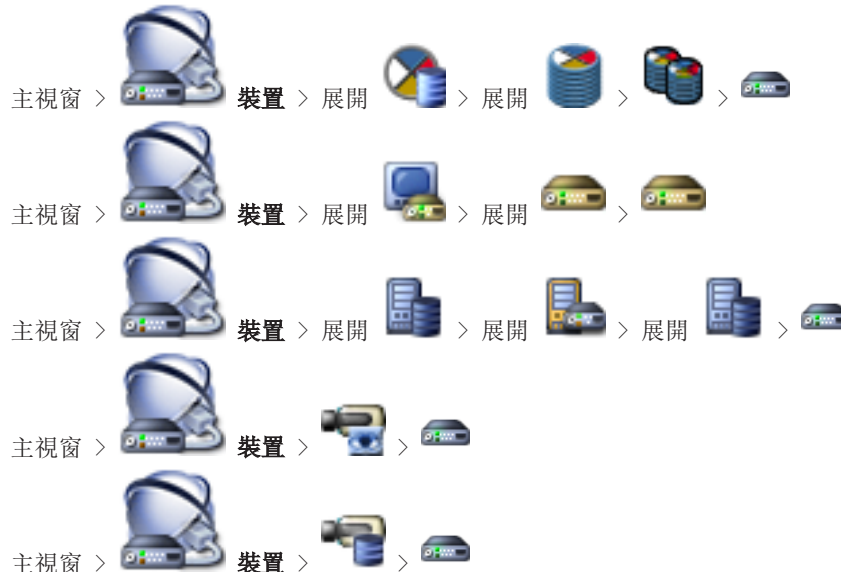 主視窗 > 裝置 > 展開 > 展開 > >
主視窗 > 裝置 > 展開 > 展開 >
主視窗 > 裝置 > 展開 > 展開 > 展開 >
主視窗 > 裝置 > >
主視窗 > 裝置 > >